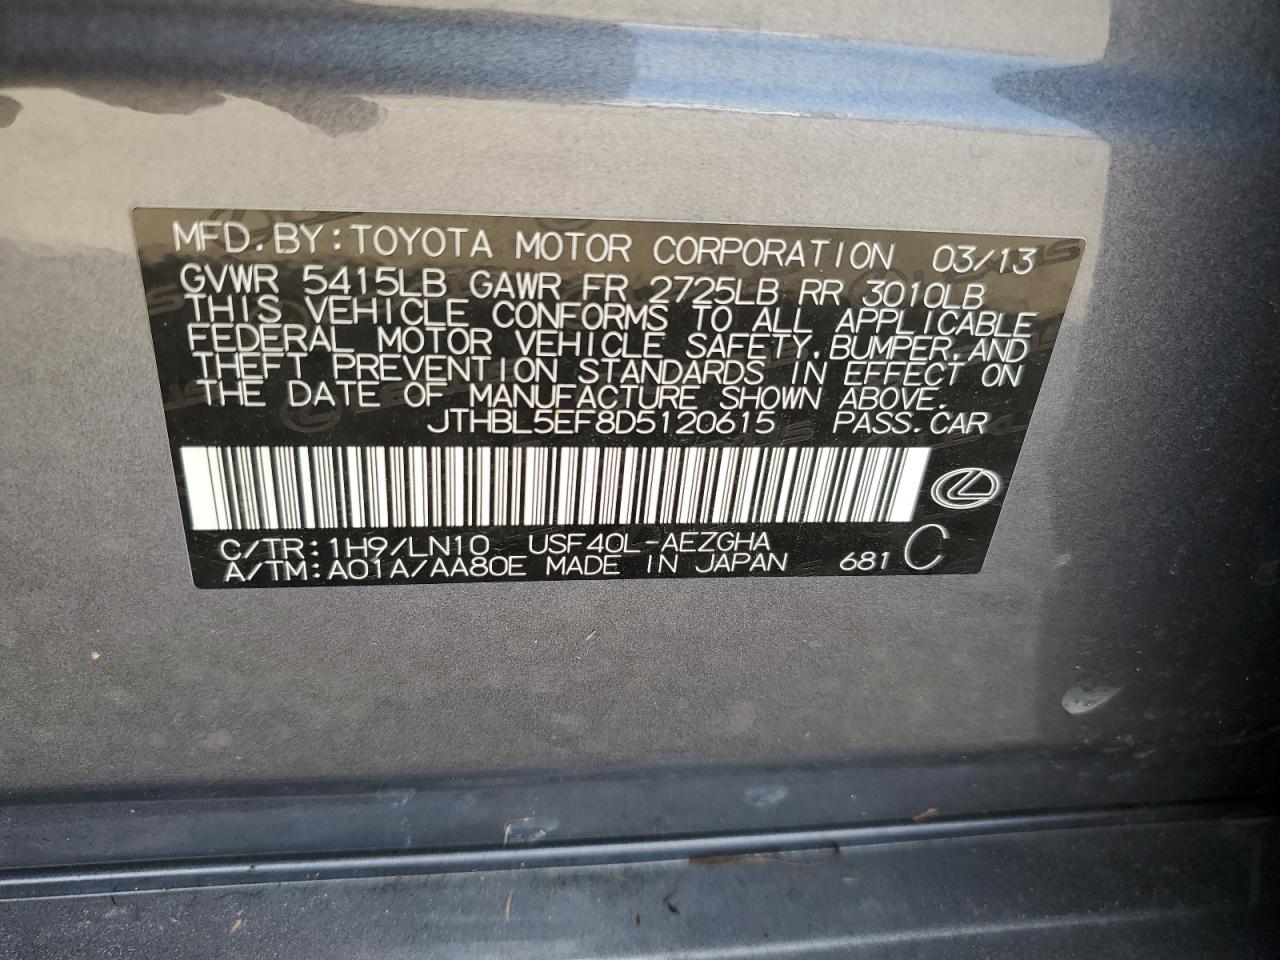 MFD.BY:TOYOTA MOTOR CORPORATION 03/13
GVWR 5415LB GAWR FR 2725LB RR 3010LB
THIS VEHICLE CONFORMS TO ALL APPLICABLE
FEDERAL MOTOR VEHICLE SAFETY,BUMPER,AND
THEFT PREVENTION STANDARDS IN EFFECT ON
THE DATE OF MANUFACTURE SHOWN ABOVE.
JTHBL5EF8D5120615 PASS.CAR
C/TR:1H9/LN10 USF40L-AEZGHA
A/TM:A01A/AA80E MADE IN JAPAN 681 C